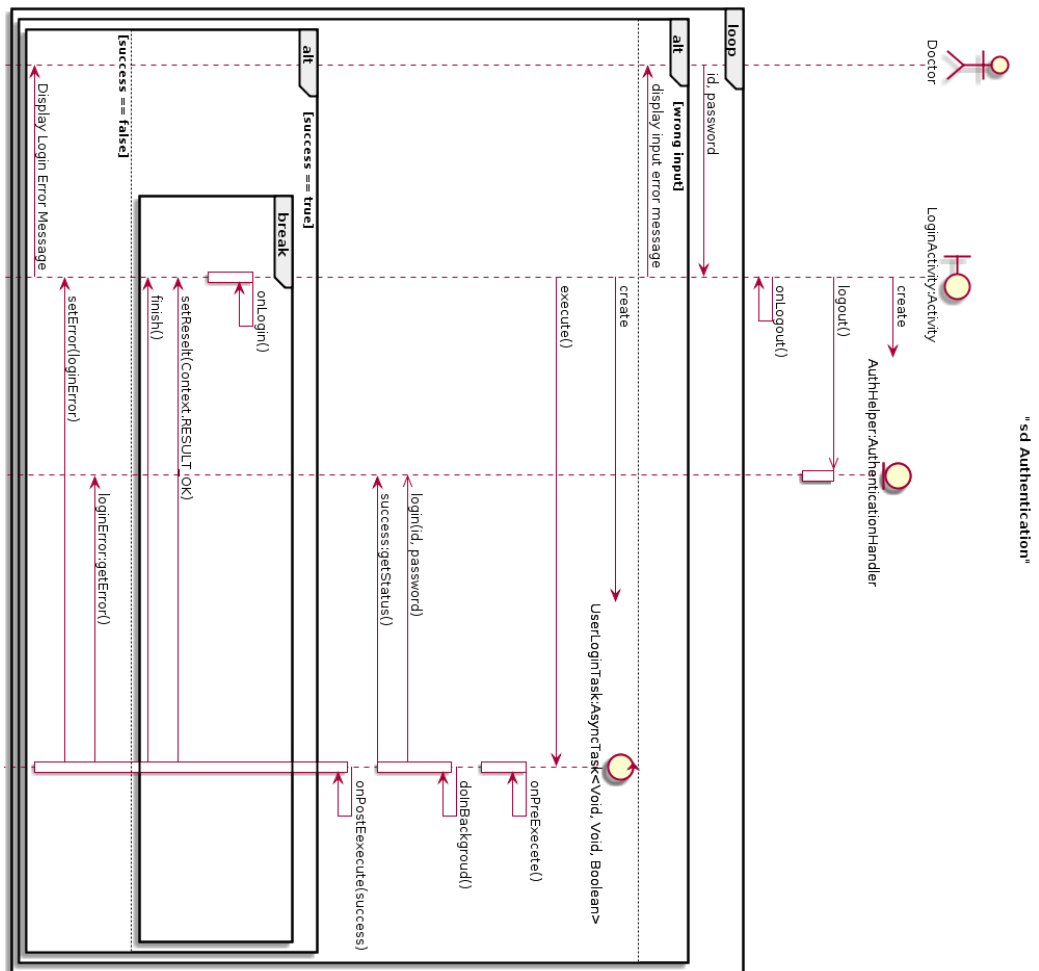 "sd Authentication"
Doctor
LoginActivity:Activity
AuthHelper:AuthenticationHandler
create
logout()
onLogout()
loop
id, password
alt
[wrong input]
display input error message
create
UserLoginTask:AsyncTask<Void, Void, Boolean>
execute()
onPreExecete()
doInBackgroud()
login(id, password)
success:getStatus()
onPostEexecute(success)
alt
[success == true]
break
onLogin()
setReselt(Context.RESULT_OK)
finish()
[success == false]
loginError:getError()
setError(loginError)
Display Login Error Message